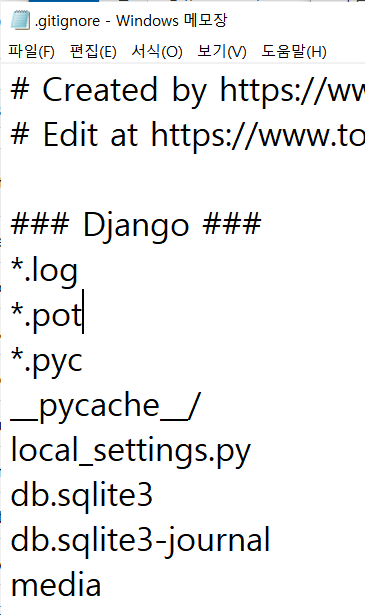 .gitignore - Windows 메모장
파일(F) 편집(E) 서식(O) 보기(V) 도움말(H)
# Created by https://ww
# Edit at https://www.to
### Django ###
*.log
*.pot
*.pyc
__pycache__/
local_settings.py
db.sqlite3
db.sqlite3-journal
media